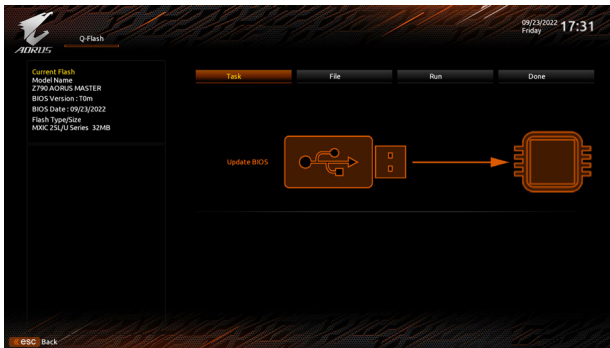 AORUS
Q-Flash
09/23/2022
Friday
17:31
Current Flash
Model Name
Z790 AORUS MASTER
BIOS Version : T0m
BIOS Date : 09/23/2022
Flash Type/Size
MXIC 25L/U Series 32MB
Task File Run Done
Update BIOS
esc Back